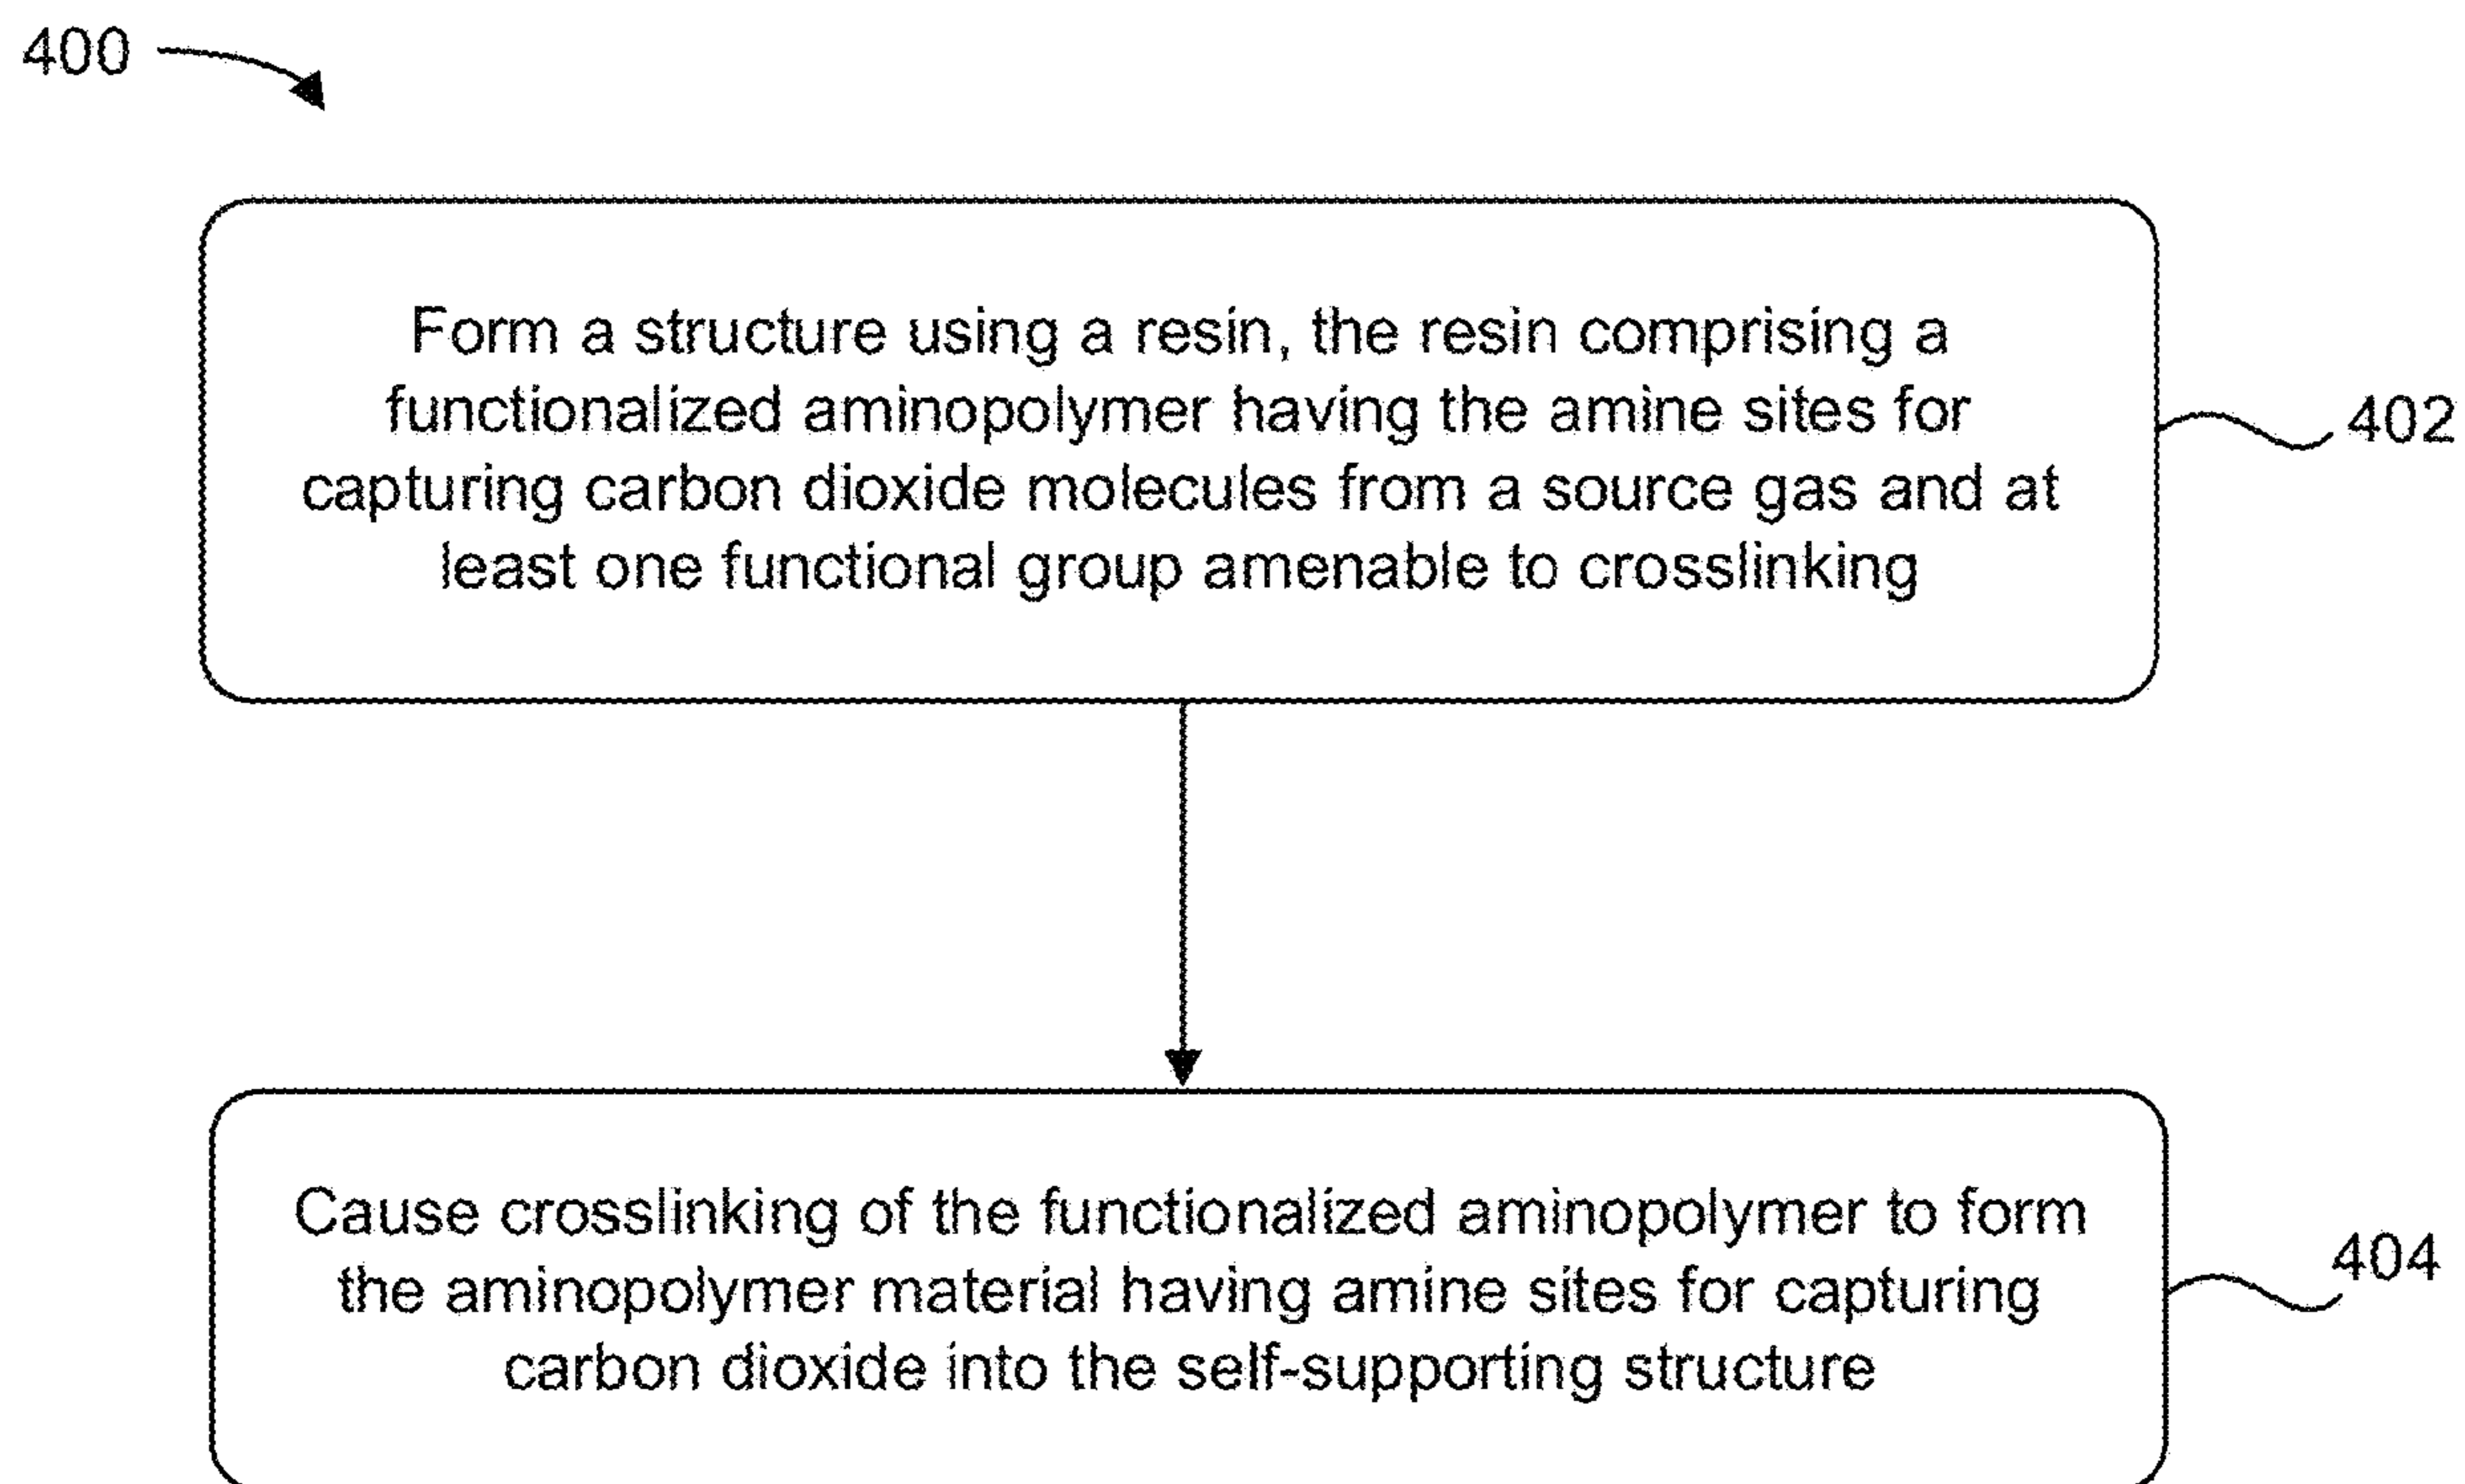 400
Form a structure using a resin, the resin comprising a
functionalized aminopolymer having the amine sites for
capturing carbon dioxide molecules from a source gas and at
least one functional group amenable to crosslinking
402
Cause crosslinking of the functionalized aminopolymer to form
the aminopolymer material having amine sites for capturing
carbon dioxide into the self-supporting structure
404